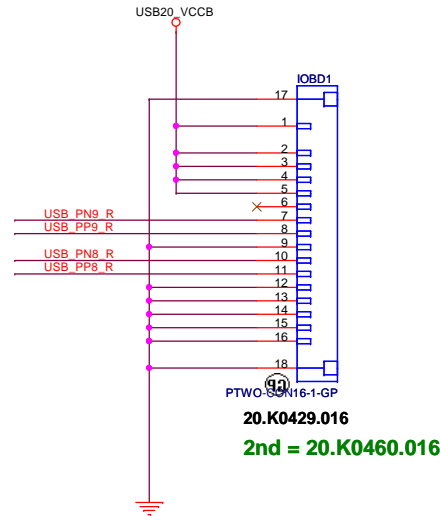 USB20_VCCB
IOBD1
17
1
2
3
4
5
6
USB_PN9_R 7
USB_PP9_R 8
9
USB_PN8_R 10
USB_PP8_R 11
12
13
14
15
16
18
PTWO-CON16-1-GP
20.K0429.016
2nd = 20.K0460.016